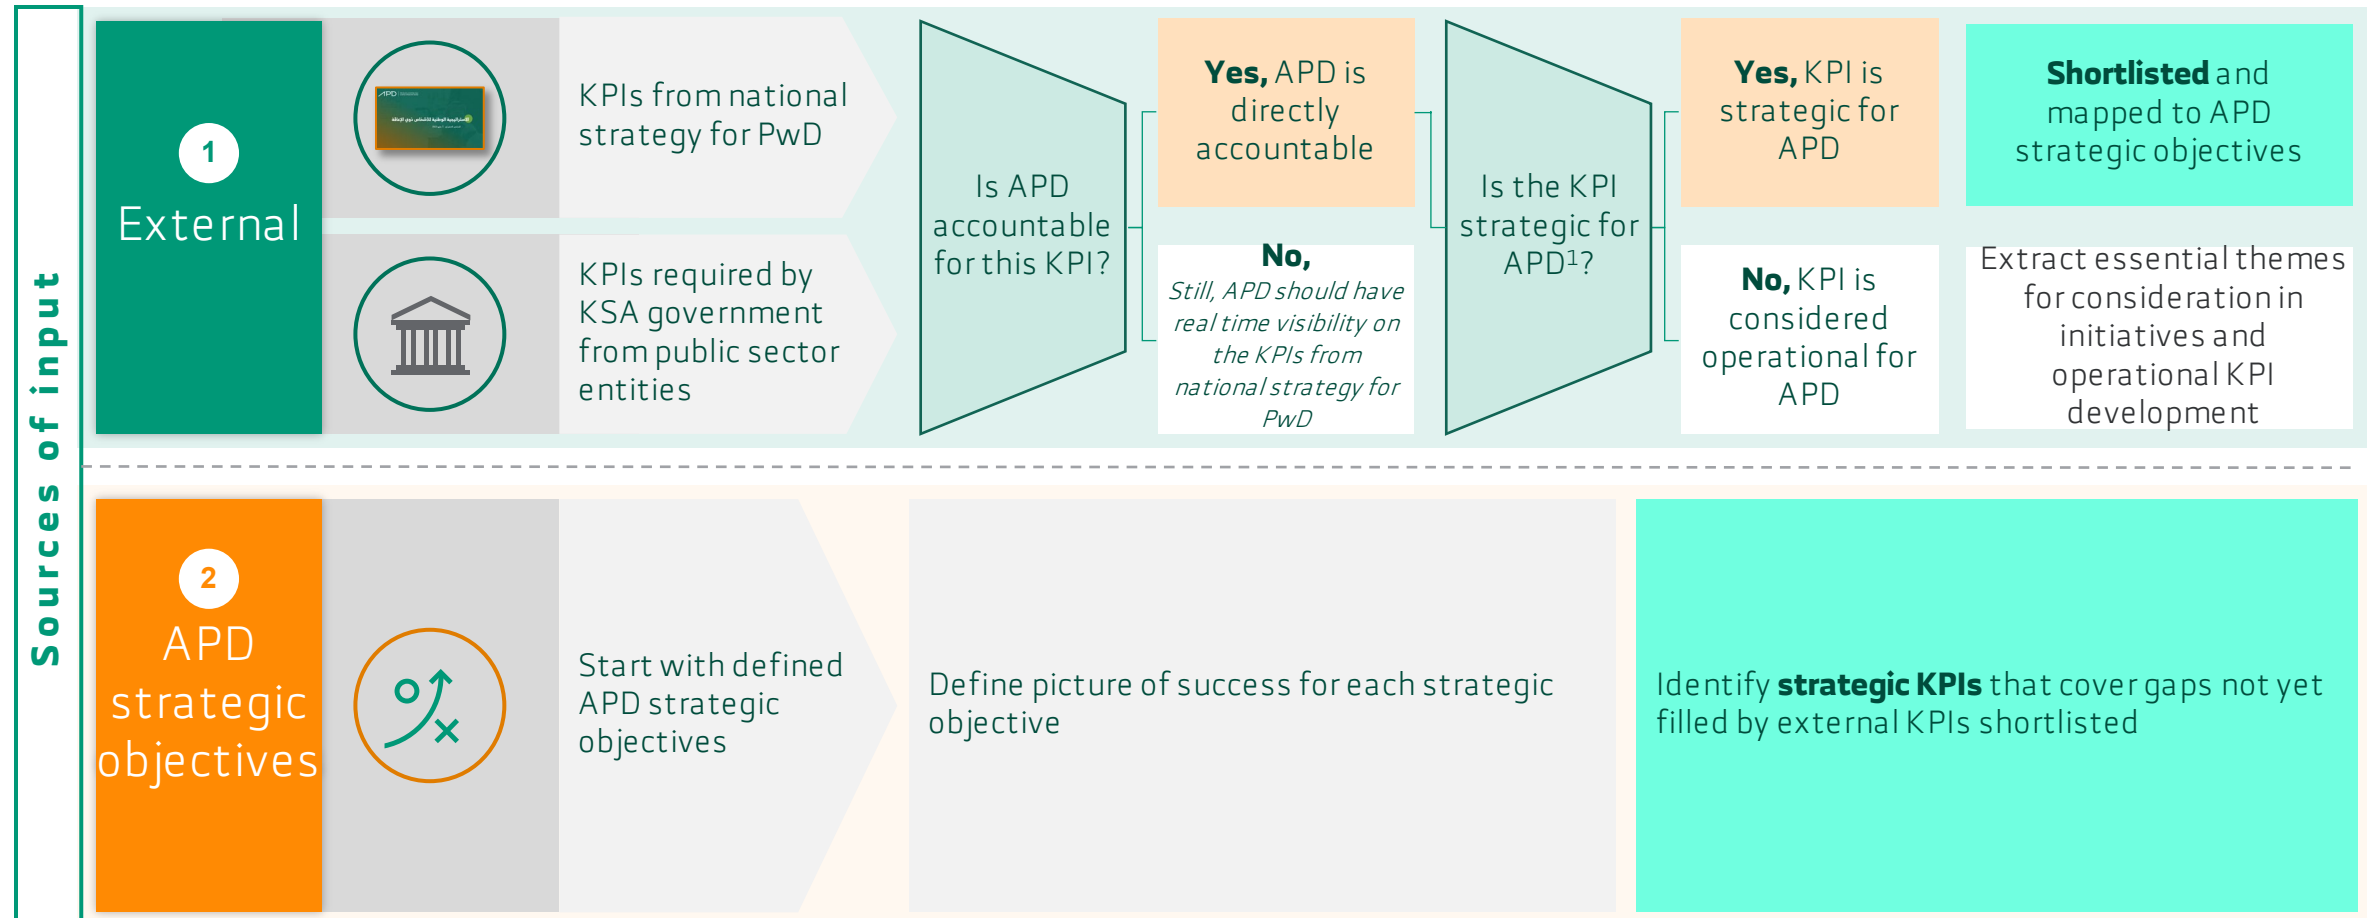 Sources of input
1
External
APD
الاستراتيجية الوطنية للأشخاص ذوي الإعاقة
KPIs from national
strategy for PwD
KPIs required by
KSA government
from public sector
entities
Is APD
accountable
for this KPI?
Yes, APD is
directly
accountable
No,
Still, APD should have
real time visibility on
the KPIs from
national strategy for
PwD
Is the KPI
strategic for
APD¹?
Yes, KPI is
strategic for
APD
No, KPI is
considered
operational for
APD
Shortlisted and
mapped to APD
strategic objectives
Extract essential themes
for consideration in
initiatives and
operational KPI
development
2
APD
strategic
objectives
Start with defined
APD strategic
objectives
Define picture of success for each strategic
objective
Identify strategic KPIs that cover gaps not yet
filled by external KPIs shortlisted